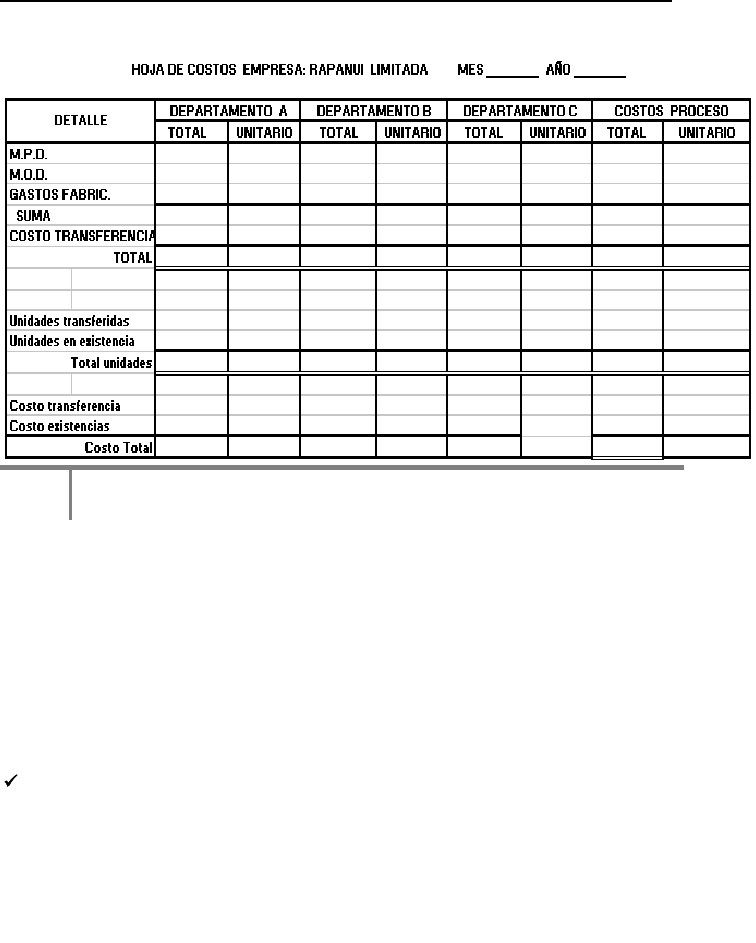 HOJA DE COSTOS EMPRESA: RAPANUI LIMITADA MES ______ AÑO ______
DETALLE DEPARTAMENTO A DEPARTAMENTO B DEPARTAMENTO C COSTOS PROCESO
TOTAL UNITARIO TOTAL UNITARIO TOTAL UNITARIO TOTAL UNITARIO
M.P.D.
M.O.D.
GASTOS FABRIC.
SUMA
COSTO TRANSFERENCIA
TOTAL
Unidades transferidas
Unidades en existencia
Total unidades
Costo transferencia
Costo existencias
Costo Total